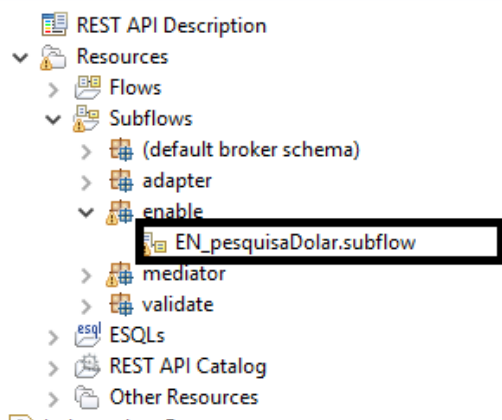 REST API Description
Resources
Flows
Subflows
(default broker schema)
adapter
enable
EN_pesquisaDolar.subflow
mediator
validate
esql ESQLs
REST API Catalog
Other Resources